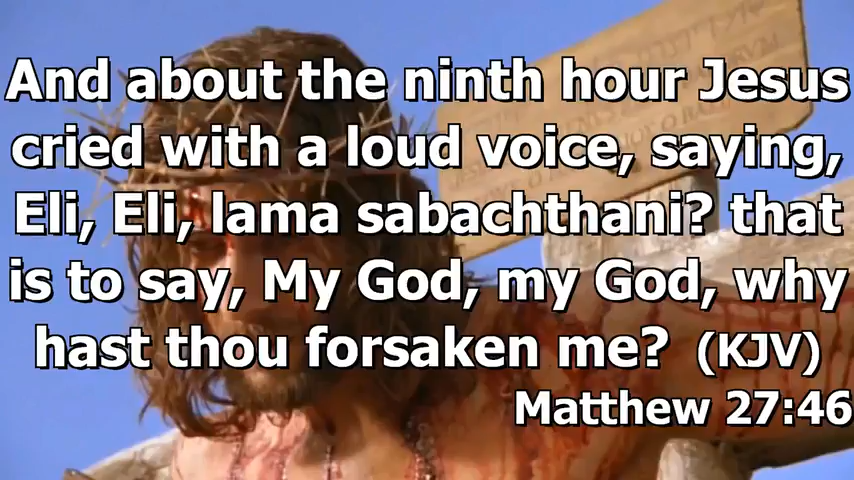 And about the ninth hour Jesus
cried with a loud voice, saying,
Eli, Eli, lama sabachthani? that
is to say, My God, my God, why
hast thou forsaken me? (KJV)
Matthew 27:46